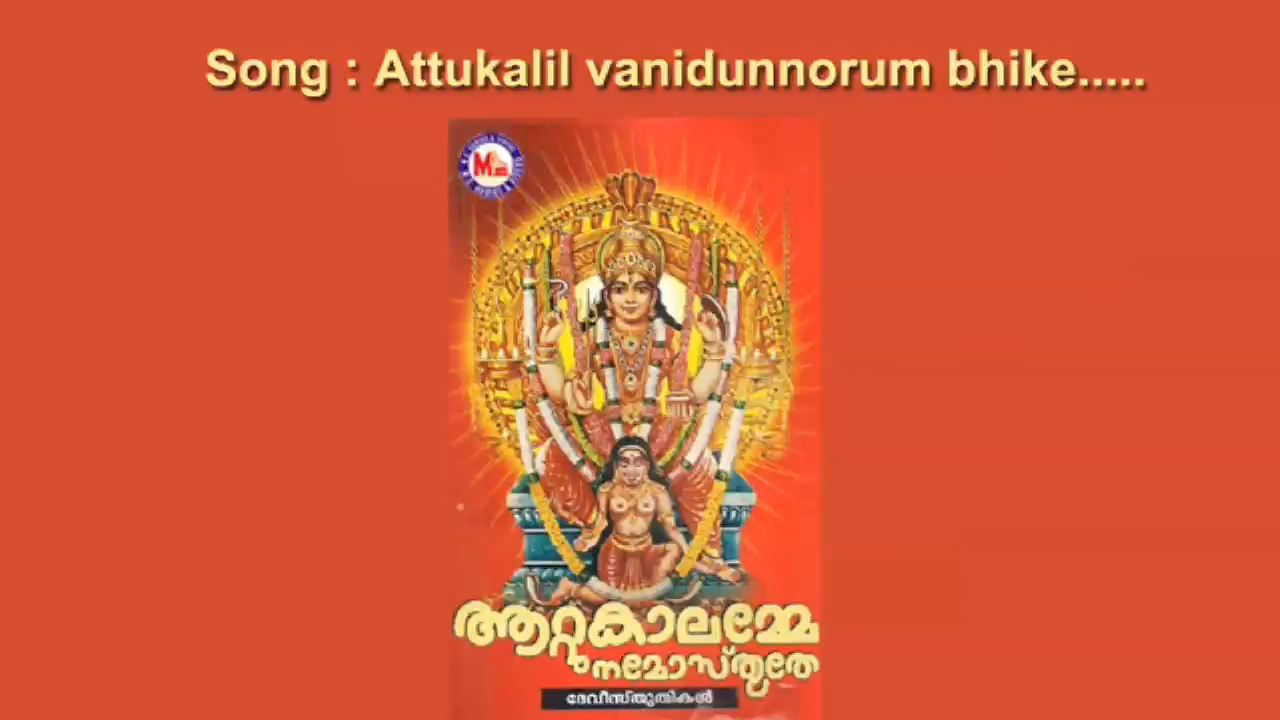 Song : Attukalil vanidunnorum bhike.....
ആറ്റുകാലമ്മേ
നമോസ്തുതേ
ദേവീസ്തുതികൾ